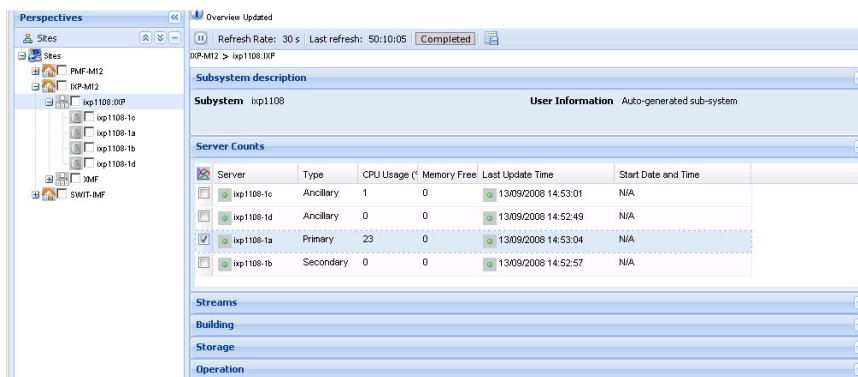 Perspectives
Sites
Sites
PMF-M12
IXP-M12
ixp1108:IXP
ixp1108-1c
ixp1108-1a
ixp1108-1b
ixp1108-1d
XMF
SWIT-IMF
Overview Updated
Refresh Rate: 30 s Last refresh: 50:10:05 Completed
IXP-M12 > ixp1108:IXP
Subsystem description
Subystem ixp1108 User Information Auto-generated sub-system
Server Counts
Server Type CPU Usage (% Memory Free Last Update Time Start Date and Time
ixp1108-1c Ancillary 1 0 13/09/2008 14:53:01 N/A
ixp1108-1d Ancillary 0 0 13/09/2008 14:52:49 N/A
ixp1108-1a Primary 23 0 13/09/2008 14:53:04 N/A
ixp1108-1b Secondary 0 0 13/09/2008 14:52:57 N/A
Streams
Building
Storage
Operation